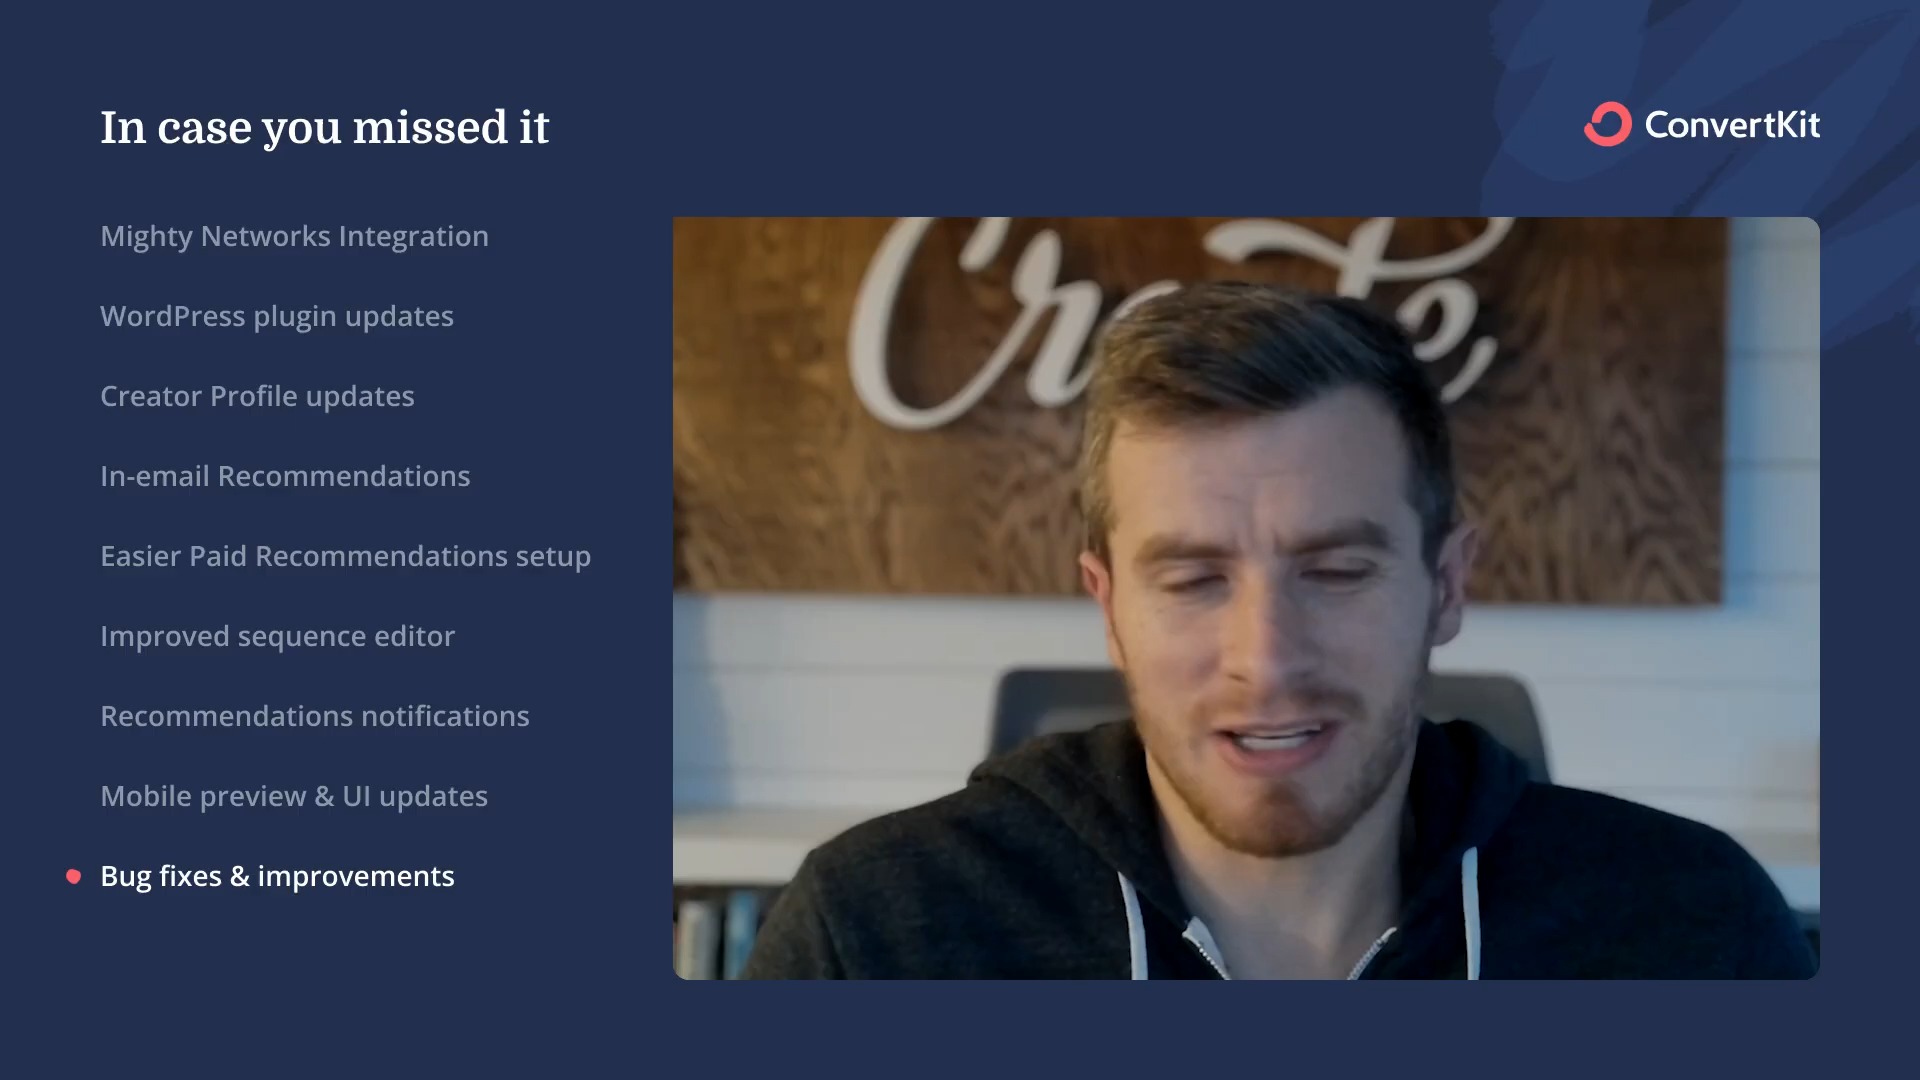 In case you missed it
ConvertKit
Mighty Networks Integration
WordPress plugin updates
Creator Profile updates
In-email Recommendations
Easier Paid Recommendations setup
Improved sequence editor
Recommendations notifications
Mobile preview & UI updates
Bug fixes & improvements